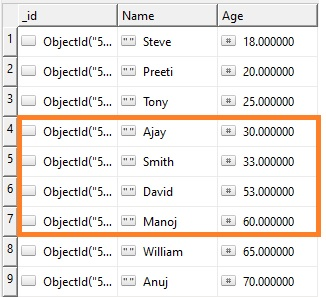 _id Name Age
1 ObjectId("5... "" Steve # 18.000000
2 ObjectId("5... "" Preeti # 20.000000
3 ObjectId("5... "" Tony # 25.000000
4 ObjectId("5... "" Ajay # 30.000000
5 ObjectId("5... "" Smith # 33.000000
6 ObjectId("5... "" David # 53.000000
7 ObjectId("5... "" Manoj # 60.000000
8 ObjectId("5... "" William # 65.000000
9 ObjectId("5... "" Anuj # 70.000000